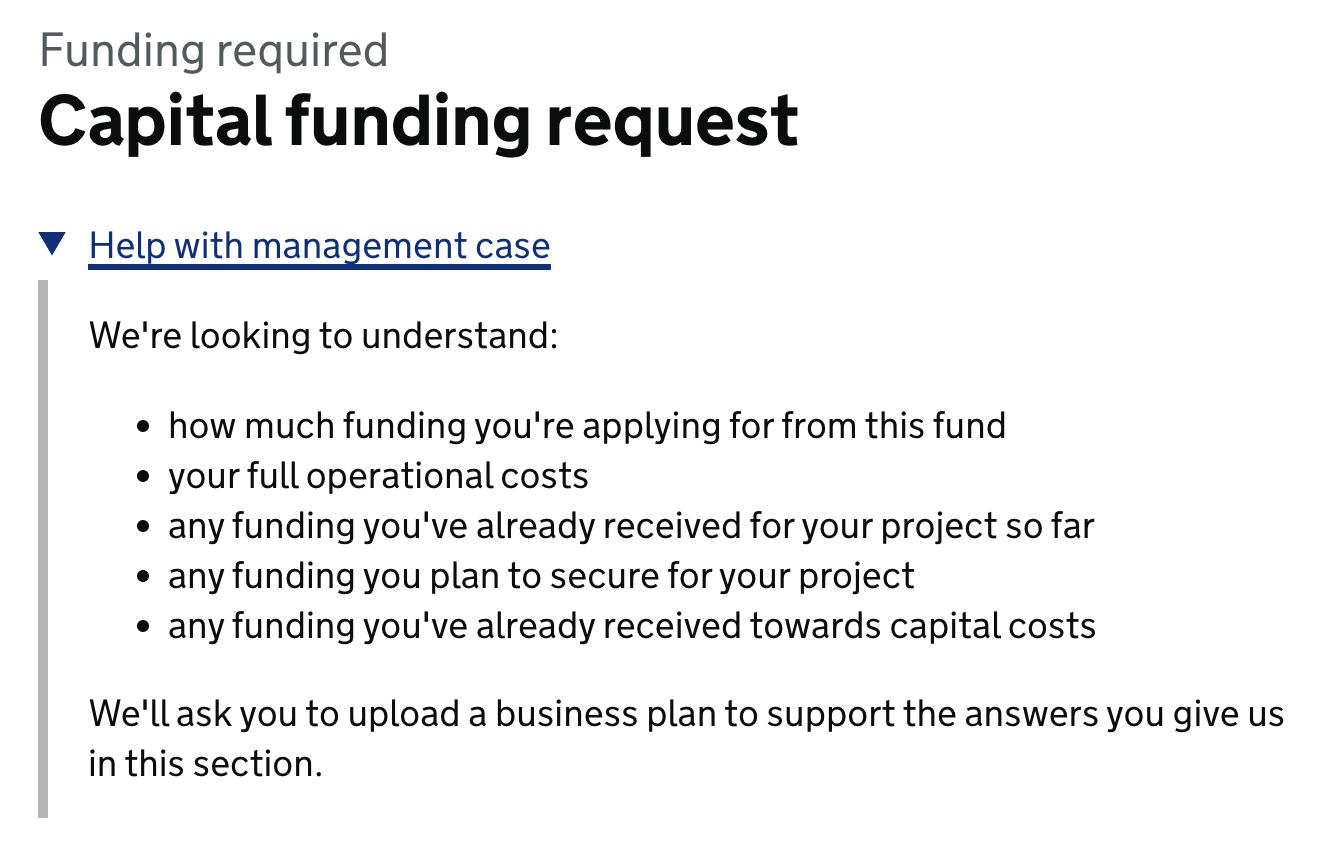 Funding required
Capital funding request
Help with management case
We're looking to understand:
• how much funding you're applying for from this fund
• your full operational costs
• any funding you've already received for your project so far
• any funding you plan to secure for your project
• any funding you've already received towards capital costs
We'll ask you to upload a business plan to support the answers you give us
in this section.